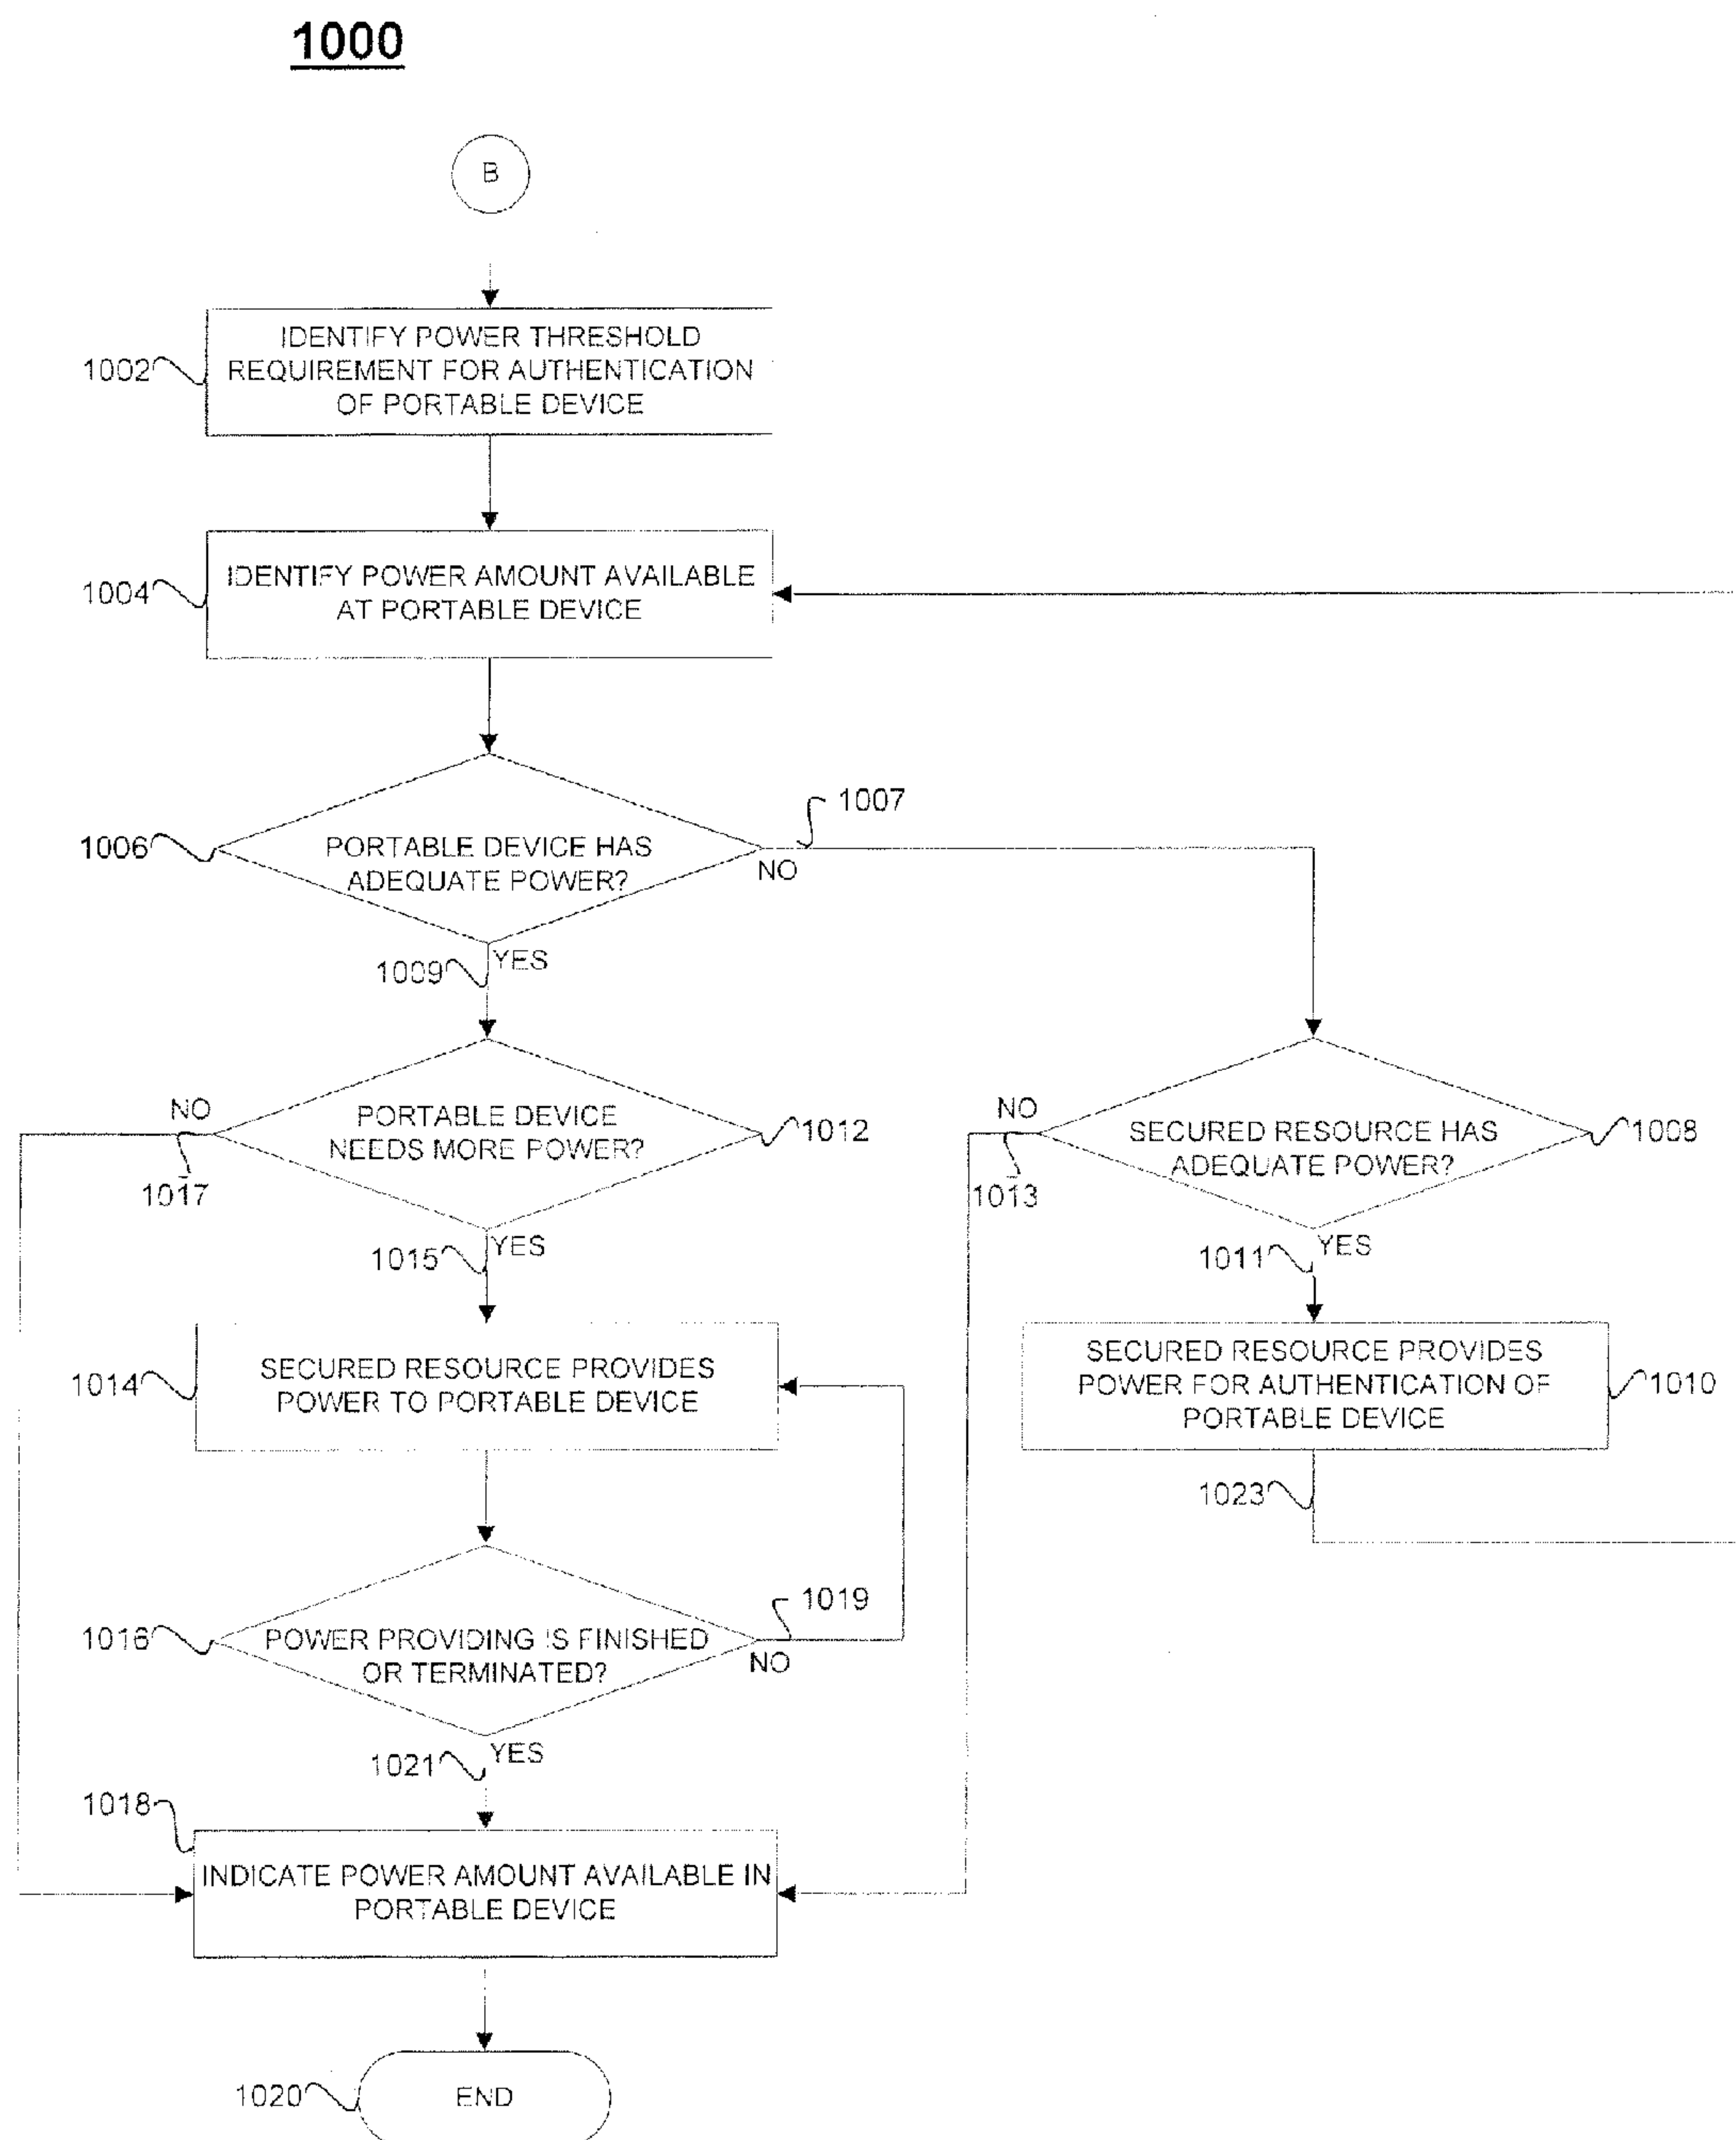 1000
B
1002
IDENTIFY POWER THRESHOLD
REQUIREMENT FOR AUTHENTICATION
OF PORTABLE DEVICE
1004
IDENTIFY POWER AMOUNT AVAILABLE
AT PORTABLE DEVICE
1006
PORTABLE DEVICE HAS
ADEQUATE POWER?
1007
NO
1009
YES
NO
1017
PORTABLE DEVICE
NEEDS MORE POWER?
1012
NO
1013
SECURED RESOURCE HAS
ADEQUATE POWER?
1008
1015
YES
1011
YES
1014
SECURED RESOURCE PROVIDES
POWER TO PORTABLE DEVICE
SECURED RESOURCE PROVIDES
POWER FOR AUTHENTICATION OF
PORTABLE DEVICE
1010
1023
1016
POWER PROVIDING IS FINISHED
OR TERMINATED?
1019
NO
1021
YES
1018
INDICATE POWER AMOUNT AVAILABLE IN
PORTABLE DEVICE
1020
END